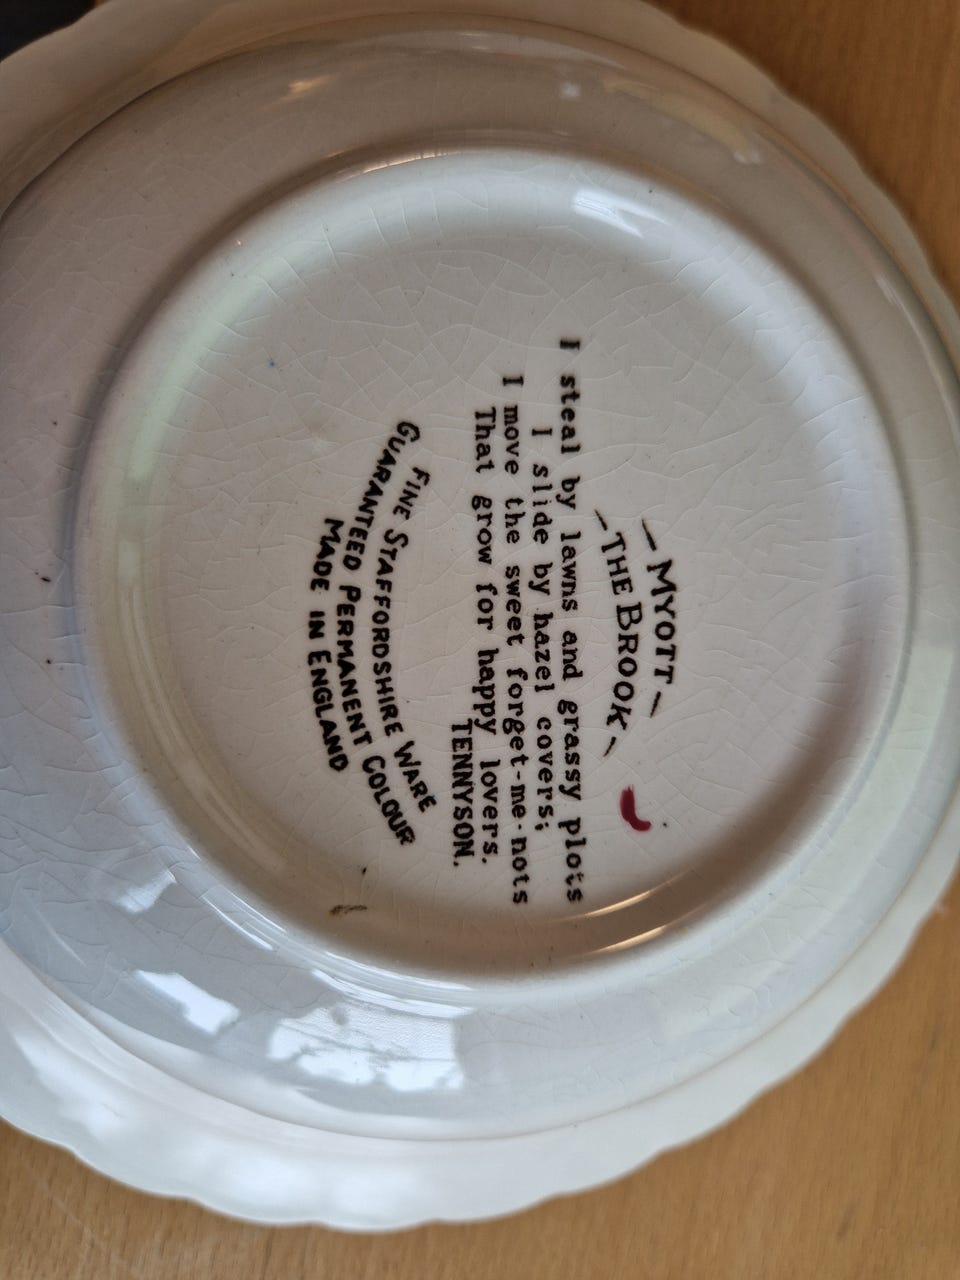 — MYOTT —
— THE BROOK —
I steal by lawns and grassy plots
I slide by hazel covers;
I move the sweet forget-me-nots
That grow for happy lovers.
TENNYSON.
FINE STAFFORDSHIRE WARE
GUARANTEED PERMANENT COLOUR
MADE IN ENGLAND